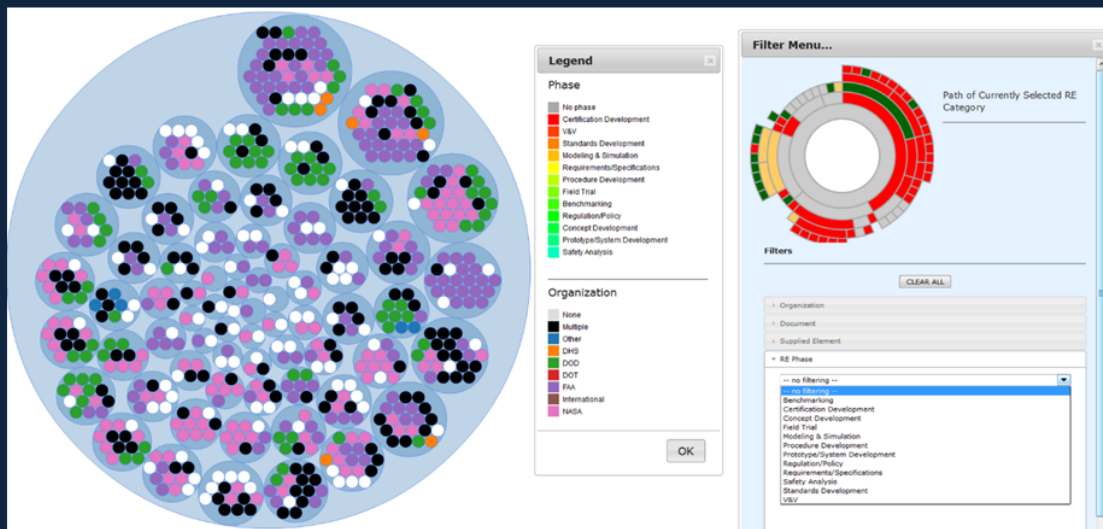 Legend
Phase
No phase
Certification Development
V&V
Standards Development
Modeling & Simulation
Requirements/Specifications
Procedure Development
Field Trial
Benchmarking
Regulation/Policy
Concept Development
Prototype/System Development
Safety Analysis
Organization
None
Multiple
Other
DHS
DOD
DOT
FAA
International
NASA
OK
Filter Menu...
Path of Currently Selected RE
Category
Filters
CLEAR ALL
Organization
Document
Supplied Element
RE Phase
-- no filtering --
-- no filtering --
Benchmarking
Certification Development
Concept Development
Field Trial
Modeling & Simulation
Procedure Development
Prototype/System Development
Regulation/Policy
Requirements/Specifications
Safety Analysis
Standards Development
V&V